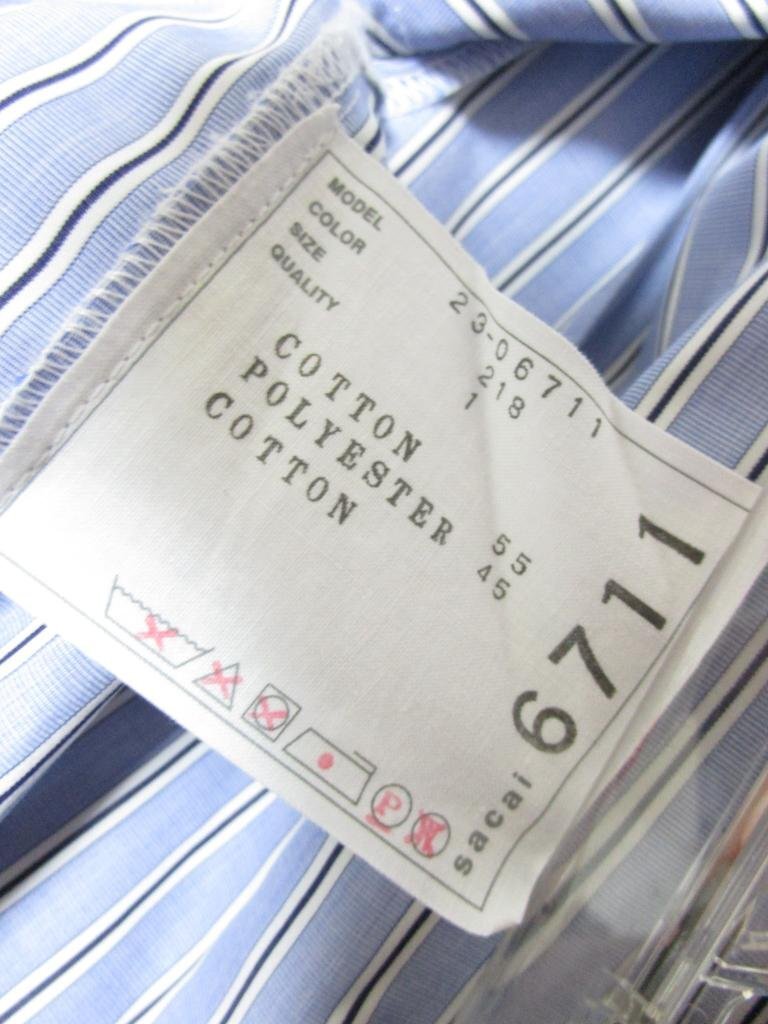 MODEL 23-06711
COLOR 218
SIZE 1
QUALITY
COTTON
POLYESTER 55
COTTON 45
P
W
sacai 6711